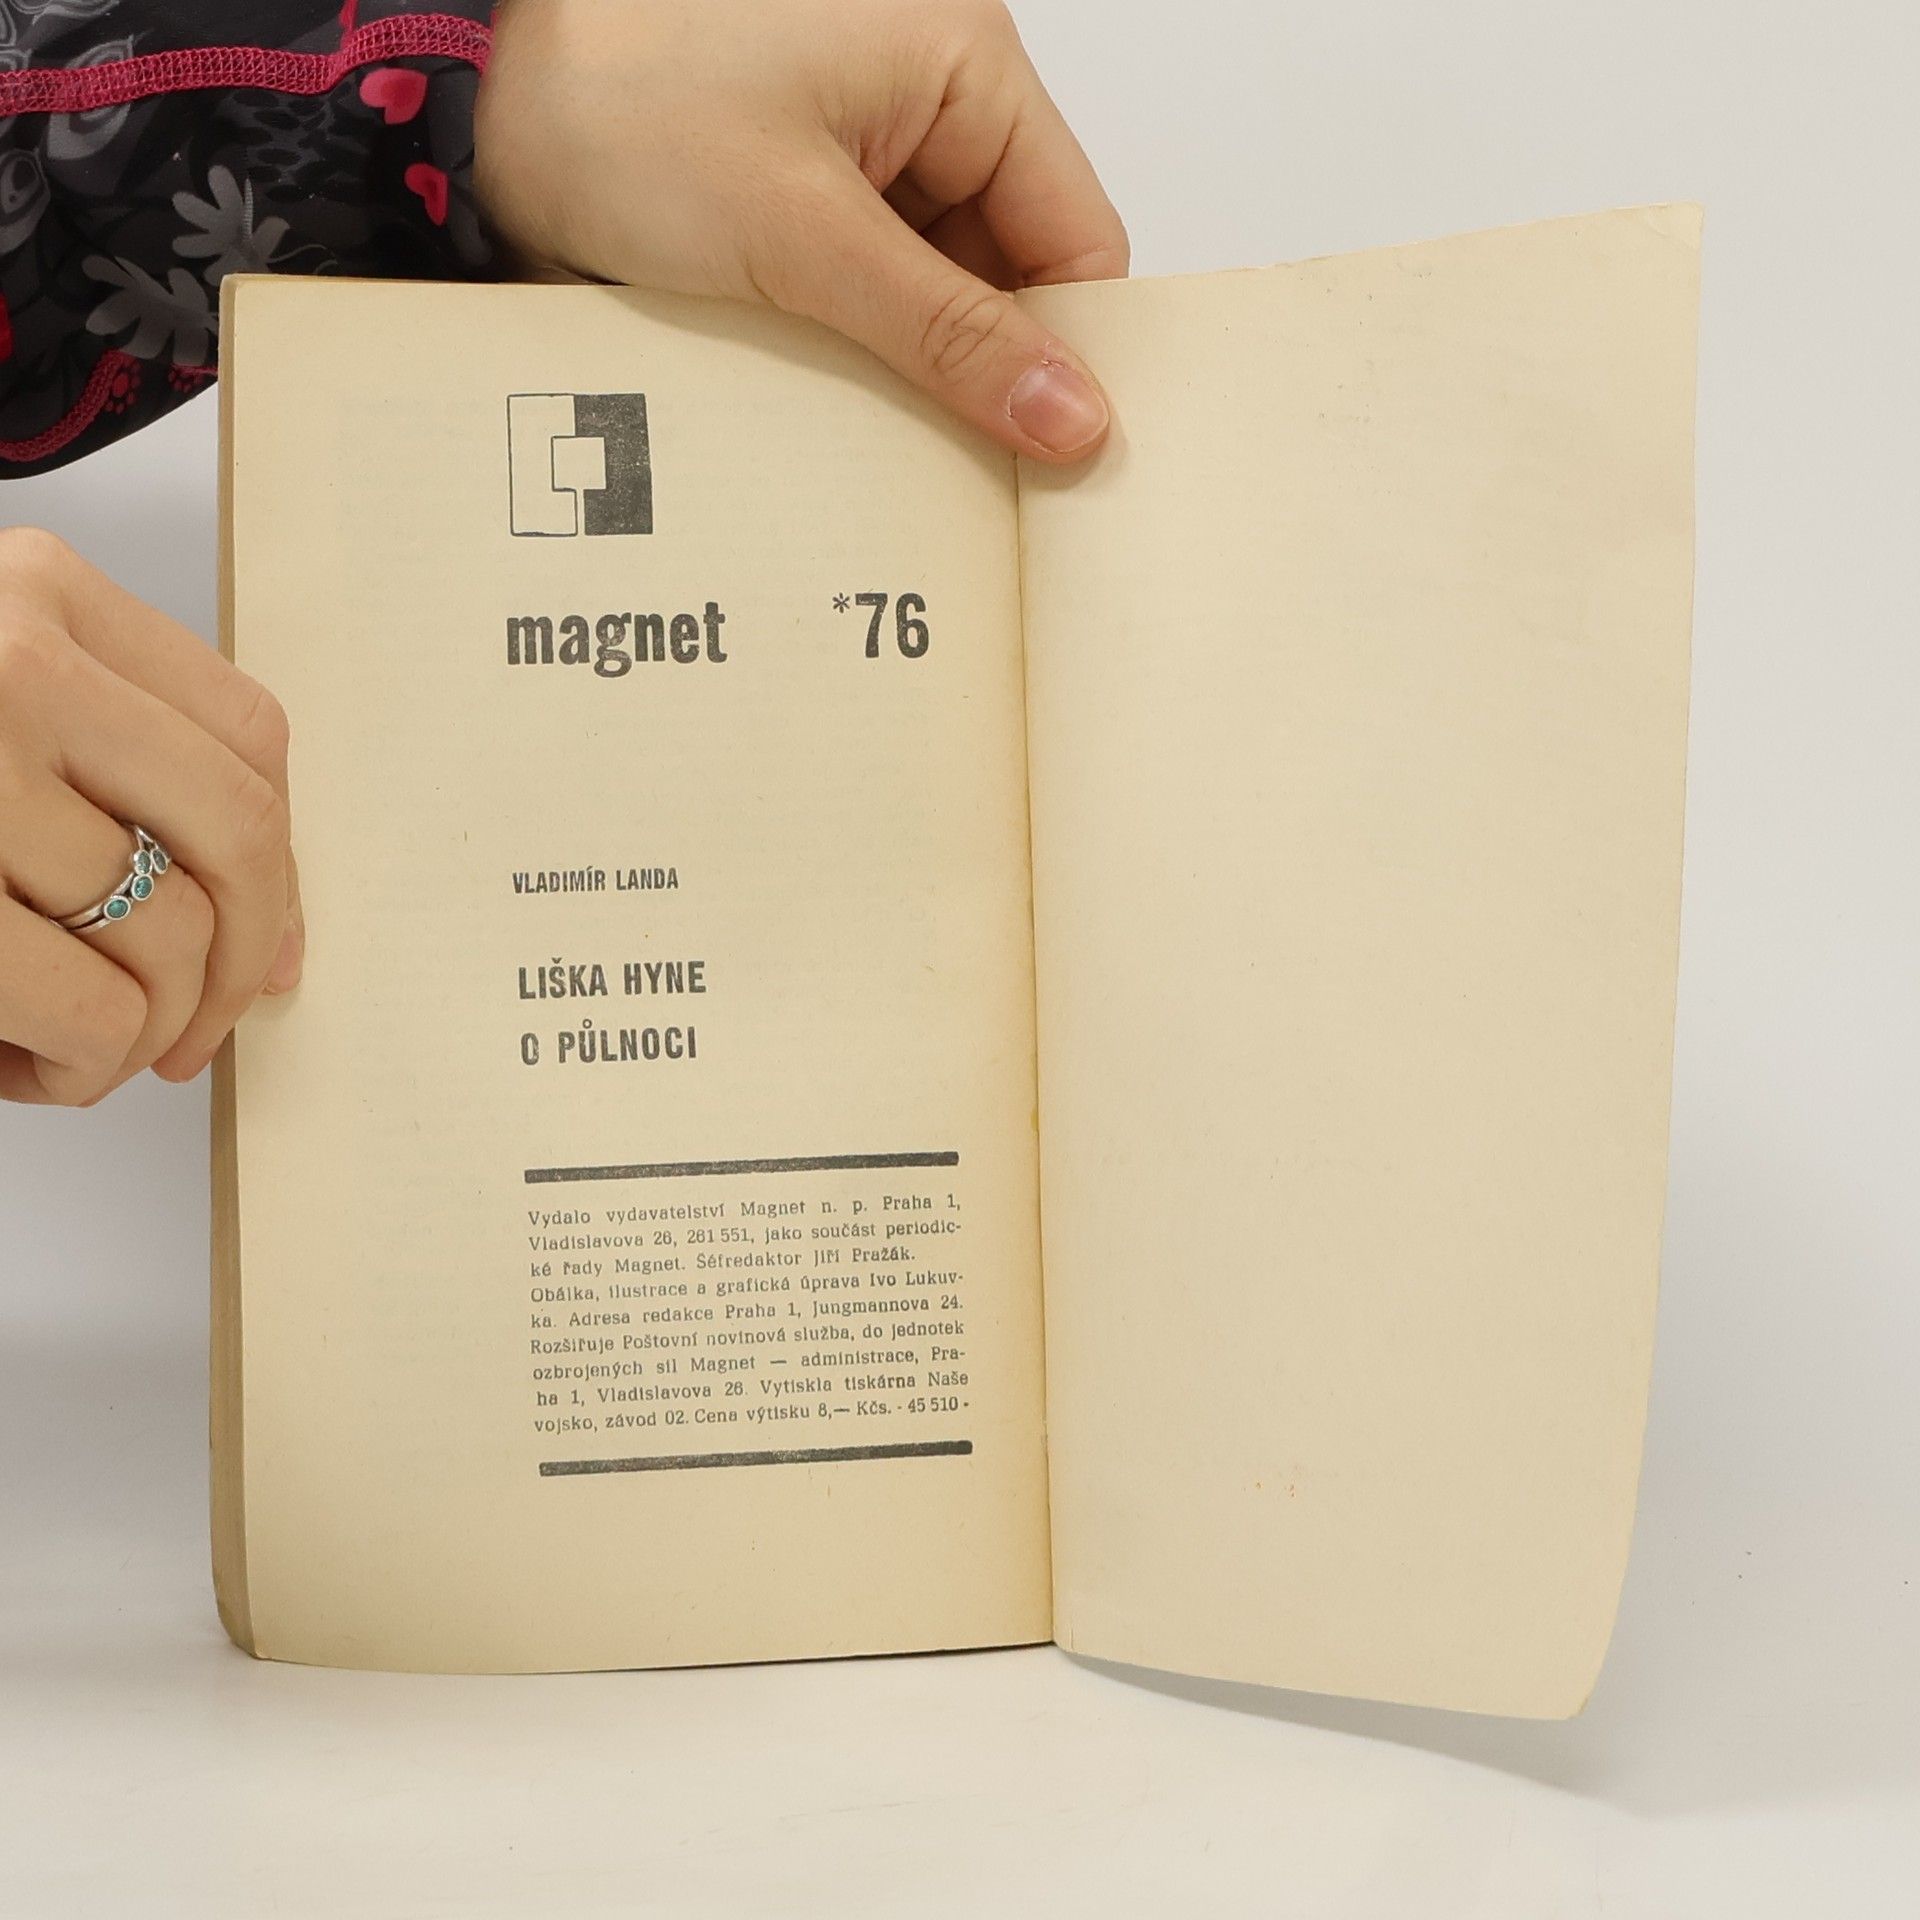 magnet *76
VLADIMÍR LANDA
LIŠKA HYNE
O PŮLNOCI
Vydalo vydavatelství Magnet n. p. Praha 1,
Vladislavova 26, 261 551, jako součást periodic-
ké řady Magnet. Šéfredaktor Jiří Pražák.
Obálka, ilustrace a grafická úprava Ivo Lukuv-
ka. Adresa redakce Praha 1, Jungmannova 24.
Rozšiřuje Poštovní novinová služba, do jednotek
ozbrojených sil Magnet — administrace, Pra-
ha 1, Vladislavova 26. Vytiskla tiskárna Naše
vojsko, závod 02. Cena výtisku 8,— Kčs. - 45 510 -